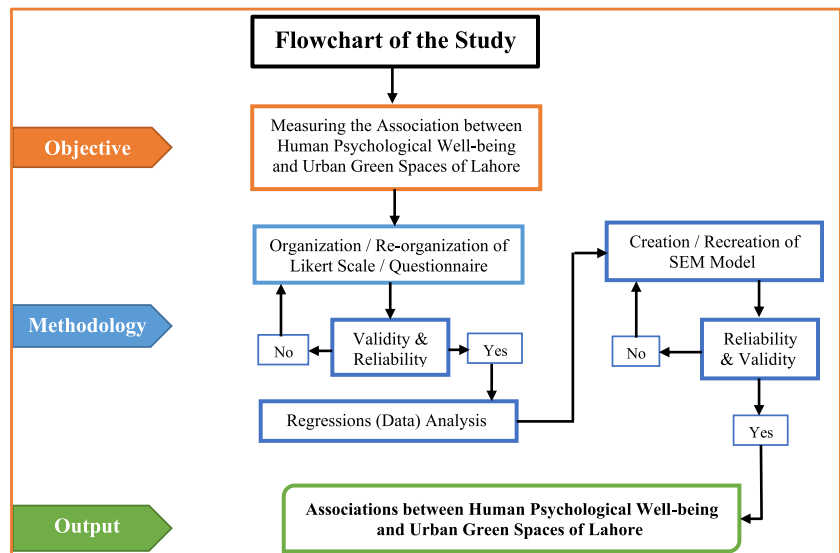 Flowchart of the Study
Objective
Measuring the Association between
Human Psychological Well-being
and Urban Green Spaces of Lahore
Methodology
Organization / Re-organization of
Likert Scale / Questionnaire
No
Validity &
Reliability
Yes
Regressions (Data) Analysis
Creation / Recreation of
SEM Model
No
Reliability
& Validity
Yes
Output
Associations between Human Psychological Well-being
and Urban Green Spaces of Lahore